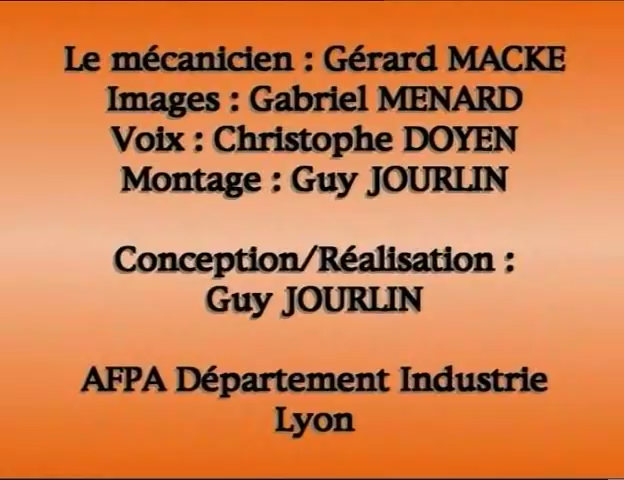 Le mécanicien : Gérard MACKE
Images : Gabriel MENARD
Voix : Christophe DOYEN
Montage : Guy JOURLIN
Conception/Réalisation :
Guy JOURLIN
AFPA Département Industrie
Lyon